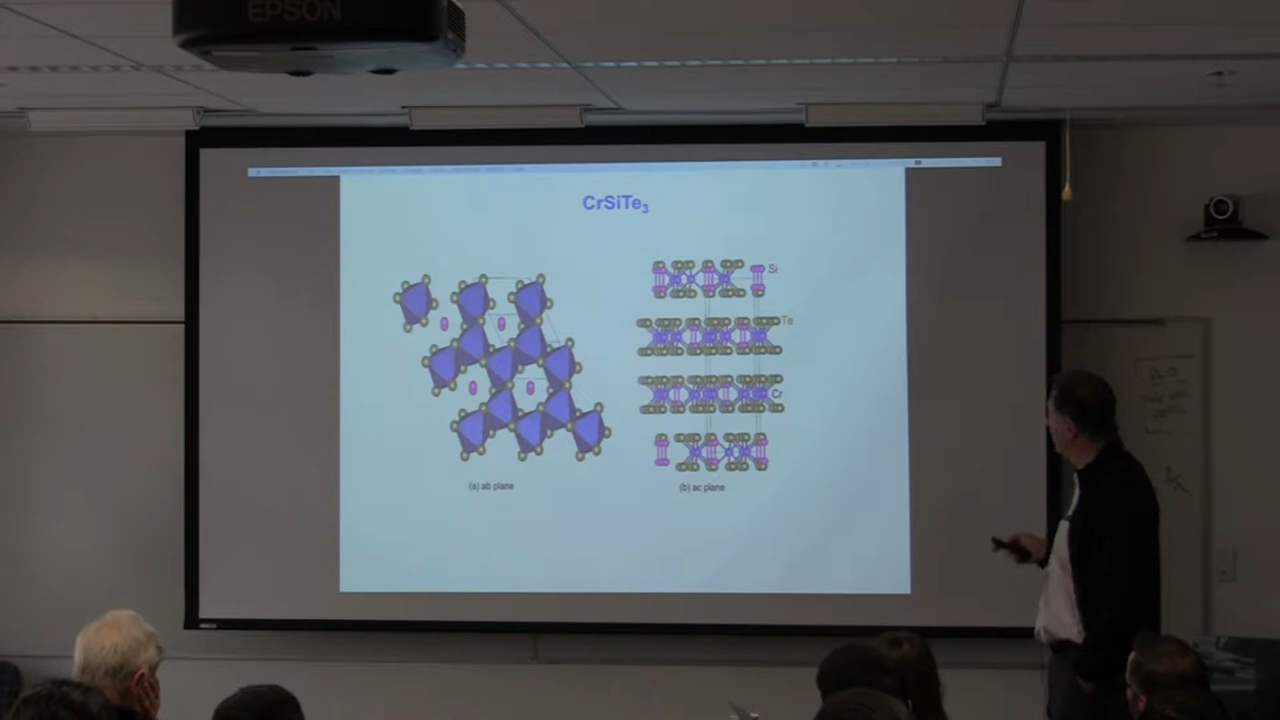 EPSON
CrSiTe₃
Si
Te
Cr
(a) ab plane
(b) ac plane